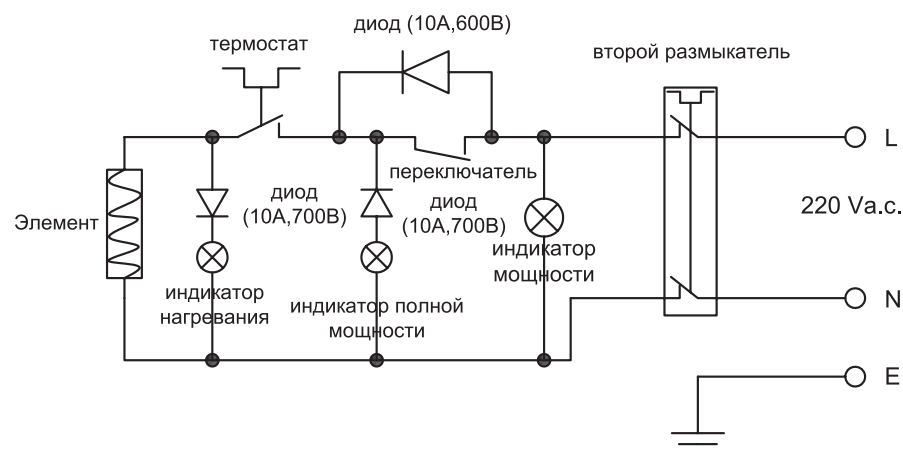 диод (10А,600В)
термостат
второй размыкатель
L
переключатель
диод
(10А,700В)
диод
(10А,700В)
220 Va.c.
Элемент
индикатор
мощности
индикатор
нагревания
индикатор полной
мощности
N
E